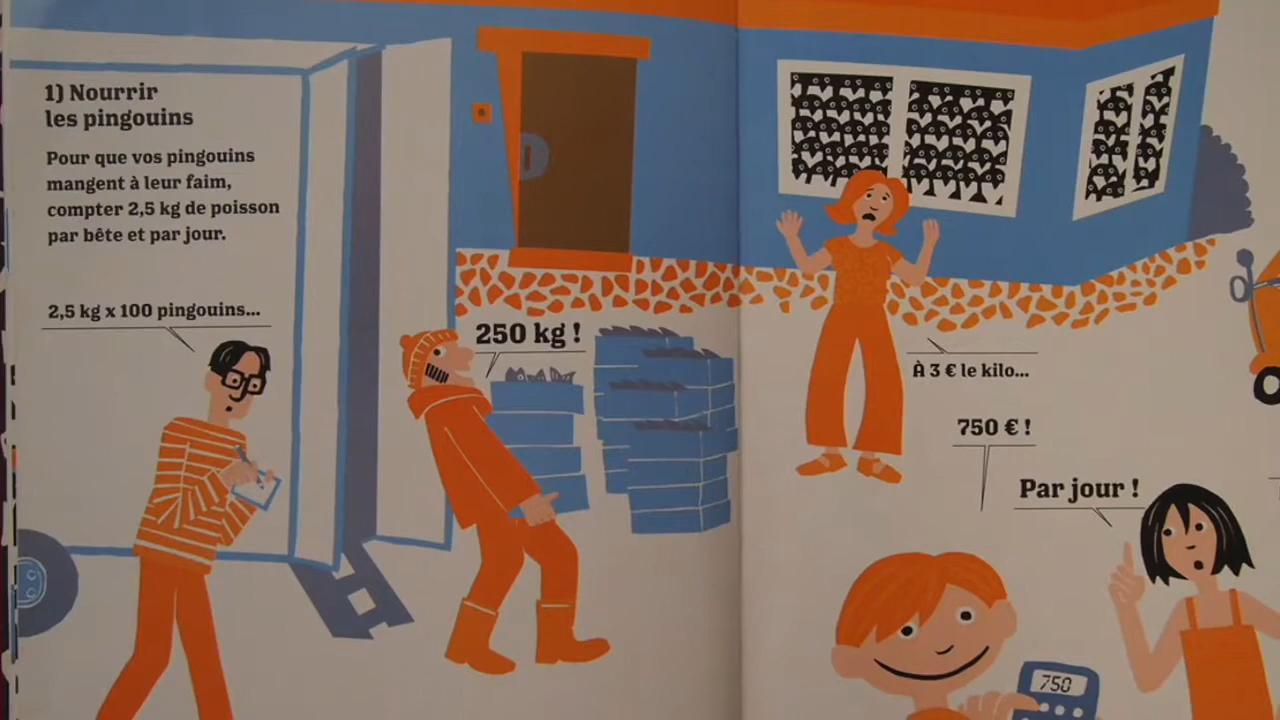 1) Nourrir
les pingouins
Pour que vos pingouins
mangent à leur faim,
compter 2,5 kg de poisson
par bête et par jour.
2,5 kg x 100 pingouins...
250 kg !
À 3 € le kilo...
750 € !
Par jour !
750